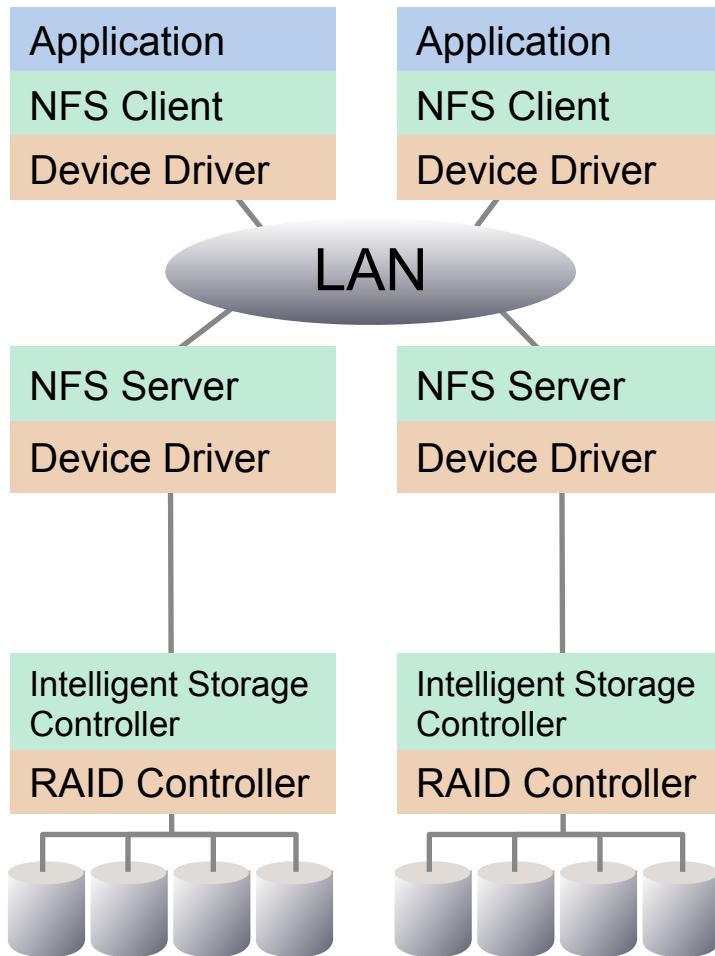 Application
NFS Client
Device Driver
Application
NFS Client
Device Driver
LAN
NFS Server
Device Driver
NFS Server
Device Driver
Intelligent Storage
Controller
RAID Controller
Intelligent Storage
Controller
RAID Controller